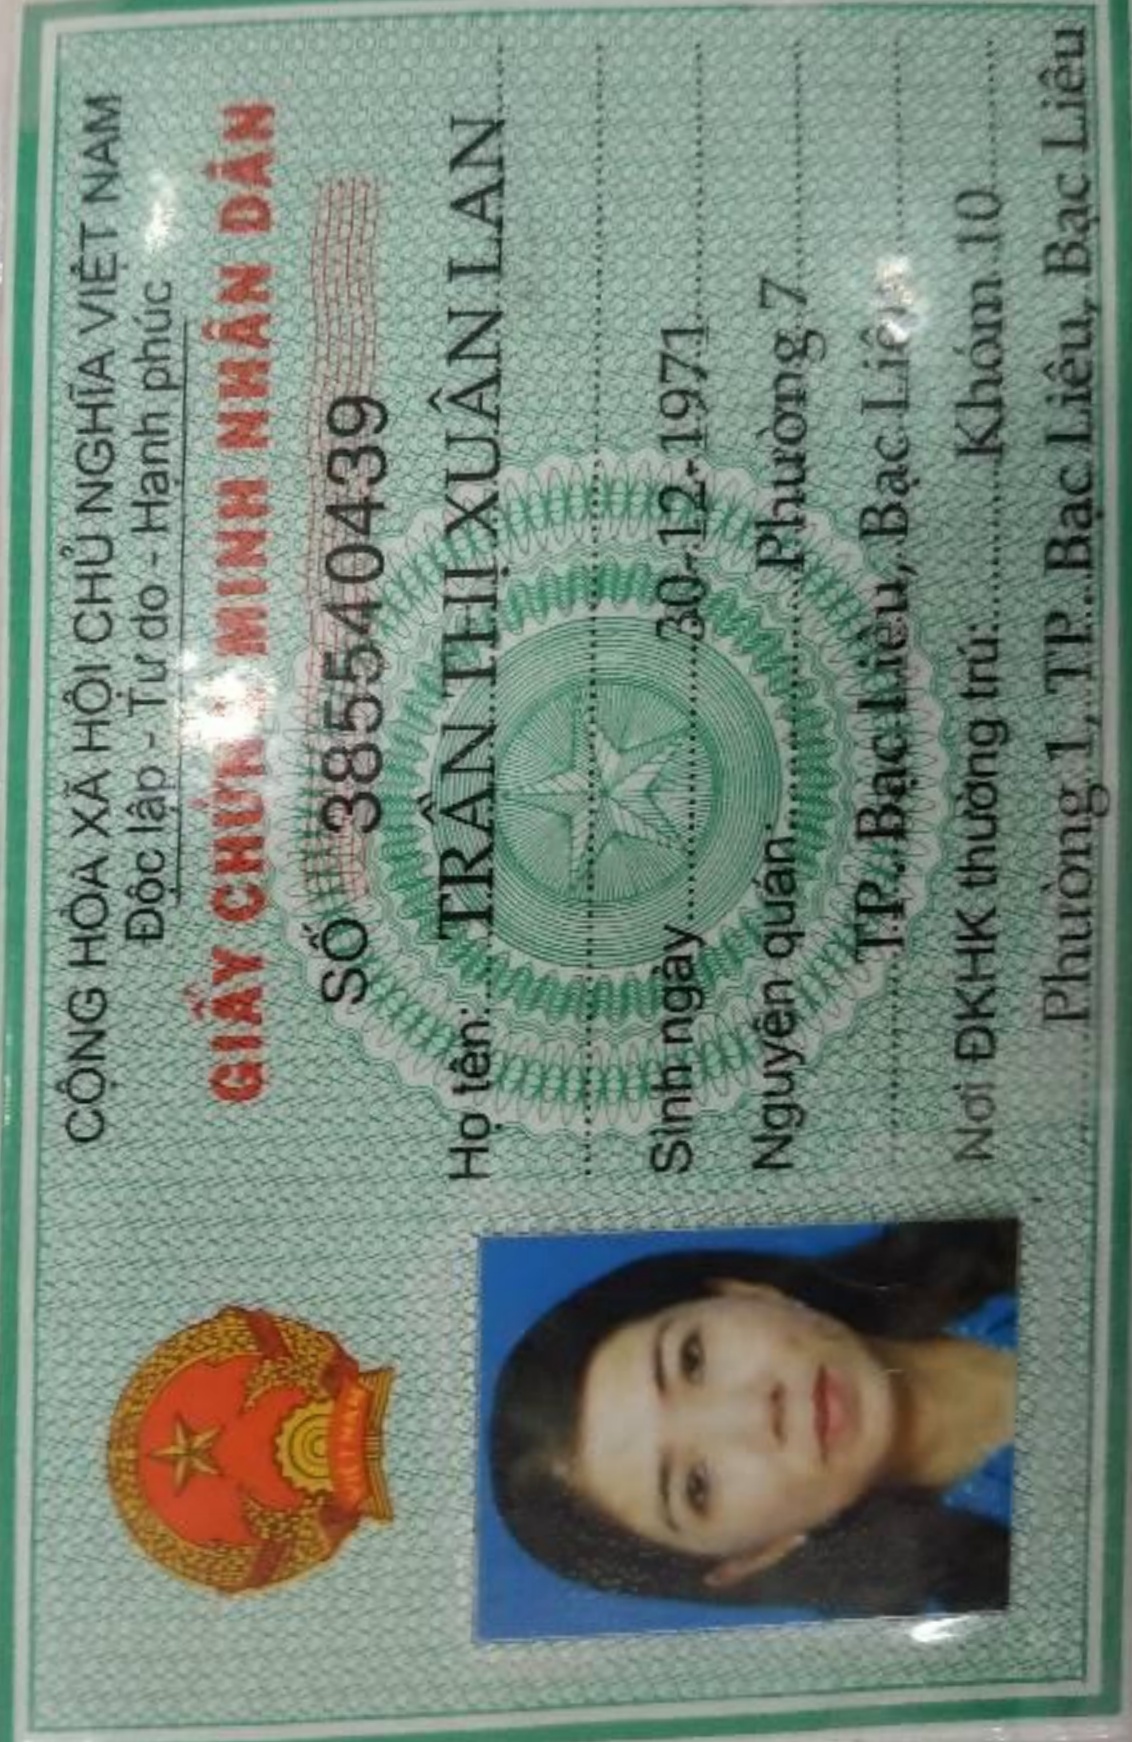 CỘNG HÒA XÃ HỘI CHỦ NGHĨA VIỆT NAM
Độc lập - Tự do - Hạnh phúc
GIẤY CHỨNG MINH NHÂN DÂN
SỐ 385540439
Họ tên: TRẦN THỊ XUÂN LAN
Sinh ngày 30-12-1971
Nguyên quán Phường 7
TP. Bạc Liêu, Bạc Liêu
Nơi ĐKHK thường trú: Khóm 10
Phường 1, TP. Bạc Liêu, Bạc Liêu
VIỆT NAM